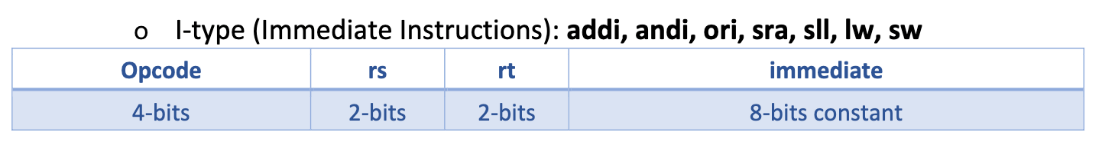 o I-type (Immediate Instructions): addi, andi, ori, sra, sll, lw, sw
Opcode rs rt immediate
4-bits 2-bits 2-bits 8-bits constant